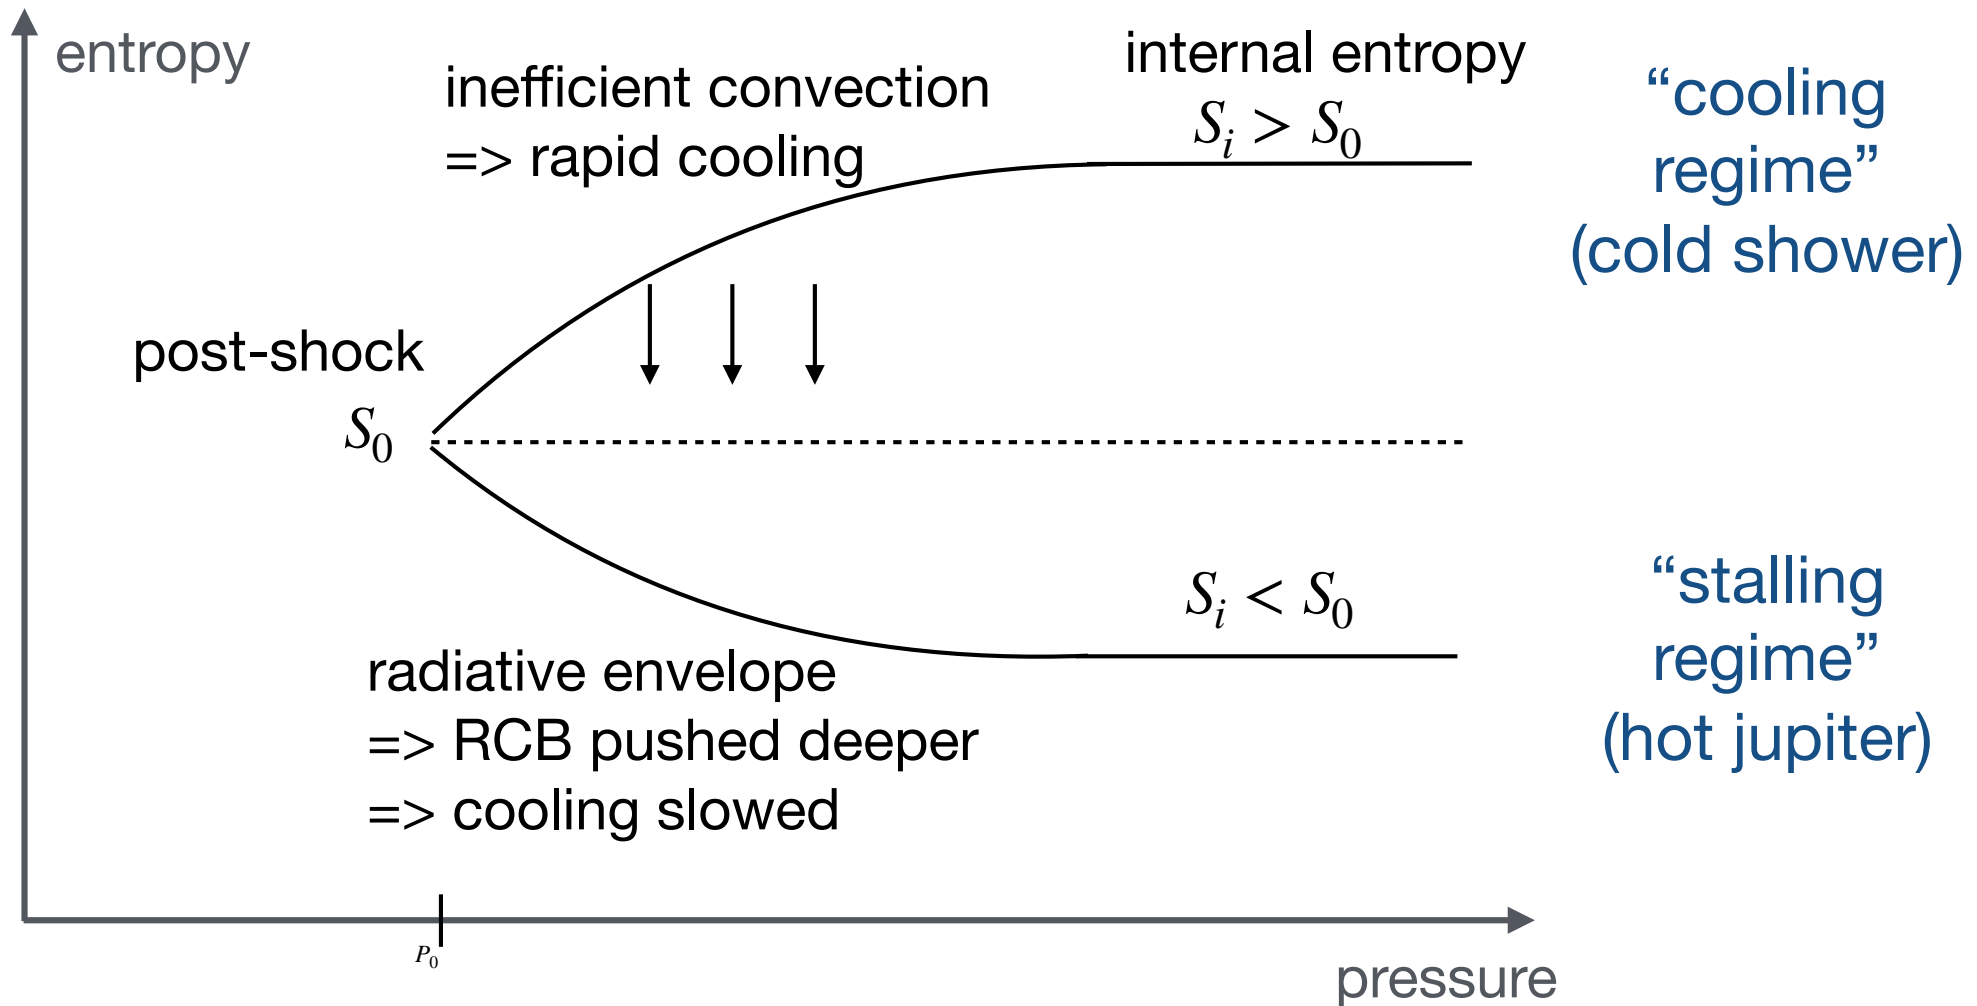 entropy
inefficient convection
=> rapid cooling
internal entropy
S_i > S_0
“cooling
regime”
(cold shower)
post-shock
S_0
S_i < S_0
“stalling
regime”
(hot jupiter)
radiative envelope
=> RCB pushed deeper
=> cooling slowed
P_0
pressure